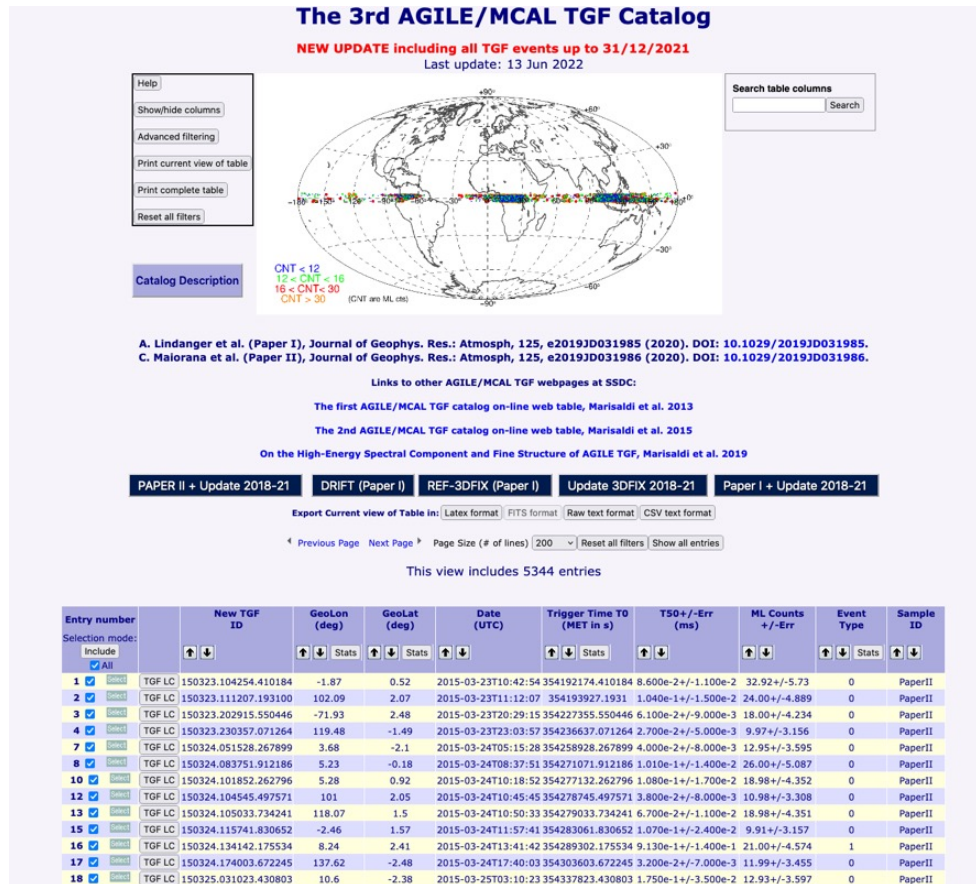 The 3rd AGILE/MCAL TGF Catalog
NEW UPDATE including all TGF events up to 31/12/2021
Last update: 13 Jun 2022
Help
Show/hide columns
Advanced filtering
Print current view of table
Print complete table
Reset all filters
Catalog Description
+90°
+60°
+30°
-30°
-60°
-90°
CNT < 12
12 < CNT < 16
16 < CNT< 30
CNT > 30 (CNT are ML cts)
Search table columns
Search
A. Lindanger et al. (Paper I), Journal of Geophys. Res.: Atmosph, 125, e2019JD031985 (2020). DOI: 10.1029/2019JD031985.
C. Maiorana et al. (Paper II), Journal of Geophys. Res.: Atmosph, 125, e2019JD031986 (2020). DOI: 10.1029/2019JD031986.
Links to other AGILE/MCAL TGF webpages at SSDC:
The first AGILE/MCAL TGF catalog on-line web table, Marisaldi et al. 2013
The 2nd AGILE/MCAL TGF catalog on-line web table, Marisaldi et al. 2015
On the High-Energy Spectral Component and Fine Structure of AGILE TGF, Marisaldi et al. 2019
PAPER II + Update 2018-21 DRIFT (Paper I) REF-3DFIX (Paper I) Update 3DFIX 2018-21 Paper I + Update 2018-21
Export Current view of Table in: Latex format FITS format Raw text format CSV text format
Previous Page Next Page Page Size (# of lines) 200 Reset all filters Show all entries
This view includes 5344 entries
Entry number New TGF ID GeoLon (deg) GeoLat (deg) Date (UTC) Trigger Time T0 (MET in s) T50+/-Err (ms) ML Counts +/-Err Event Type Sample ID
Selection mode:
Include Stats Stats Stats Stats
All
1 Select TGF LC 150323.104254.410184 -1.87 0.52 2015-03-23T10:42:54 354192174.410184 8.600e-2+/-1.100e-2 32.92+/-5.73 0 PaperII
2 Select TGF LC 150323.111207.193100 102.09 2.07 2015-03-23T11:12:07 354193927.1931 1.040e-1+/-1.500e-2 24.00+/-4.889 0 PaperII
3 Select TGF LC 150323.202915.550446 -71.93 2.48 2015-03-23T20:29:15 354227355.550446 6.100e-2+/-9.000e-3 18.00+/-4.234 0 PaperII
4 Select TGF LC 150323.230357.071264 119.48 -1.49 2015-03-23T23:03:57 354236637.071264 2.700e-2+/-5.000e-3 9.97+/-3.156 0 PaperII
7 Select TGF LC 150324.051528.267899 3.68 -2.1 2015-03-24T05:15:28 354258928.267899 4.000e-2+/-8.000e-3 12.95+/-3.595 0 PaperII
8 Select TGF LC 150324.083751.912186 5.23 -0.18 2015-03-24T08:37:51 354271071.912186 1.010e-1+/-1.400e-2 26.00+/-5.087 0 PaperII
10 Select TGF LC 150324.101852.262796 5.28 0.92 2015-03-24T10:18:52 354277132.262796 1.080e-1+/-1.700e-2 18.98+/-4.352 0 PaperII
12 Select TGF LC 150324.104545.497571 101 2.05 2015-03-24T10:45:45 354278745.497571 3.800e-2+/-8.000e-3 10.98+/-3.308 0 PaperII
13 Select TGF LC 150324.105033.734241 118.07 1.5 2015-03-24T10:50:33 354279033.734241 6.700e-2+/-1.100e-2 18.98+/-4.351 0 PaperII
15 Select TGF LC 150324.115741.830652 -2.46 1.57 2015-03-24T11:57:41 354283061.830652 1.070e-1+/-2.400e-2 9.91+/-3.157 0 PaperII
16 Select TGF LC 150324.134142.175534 8.24 2.41 2015-03-24T13:41:42 354289302.175534 9.130e-1+/-1.400e-1 21.00+/-4.574 1 PaperII
17 Select TGF LC 150324.174003.672245 137.62 -2.48 2015-03-24T17:40:03 354303603.672245 3.200e-2+/-7.000e-3 11.99+/-3.455 0 PaperII
18 Select TGF LC 150325.031023.430803 10.6 -2.38 2015-03-25T03:10:23 354337823.430803 1.750e-1+/-3.500e-2 12.93+/-3.597 0 PaperII